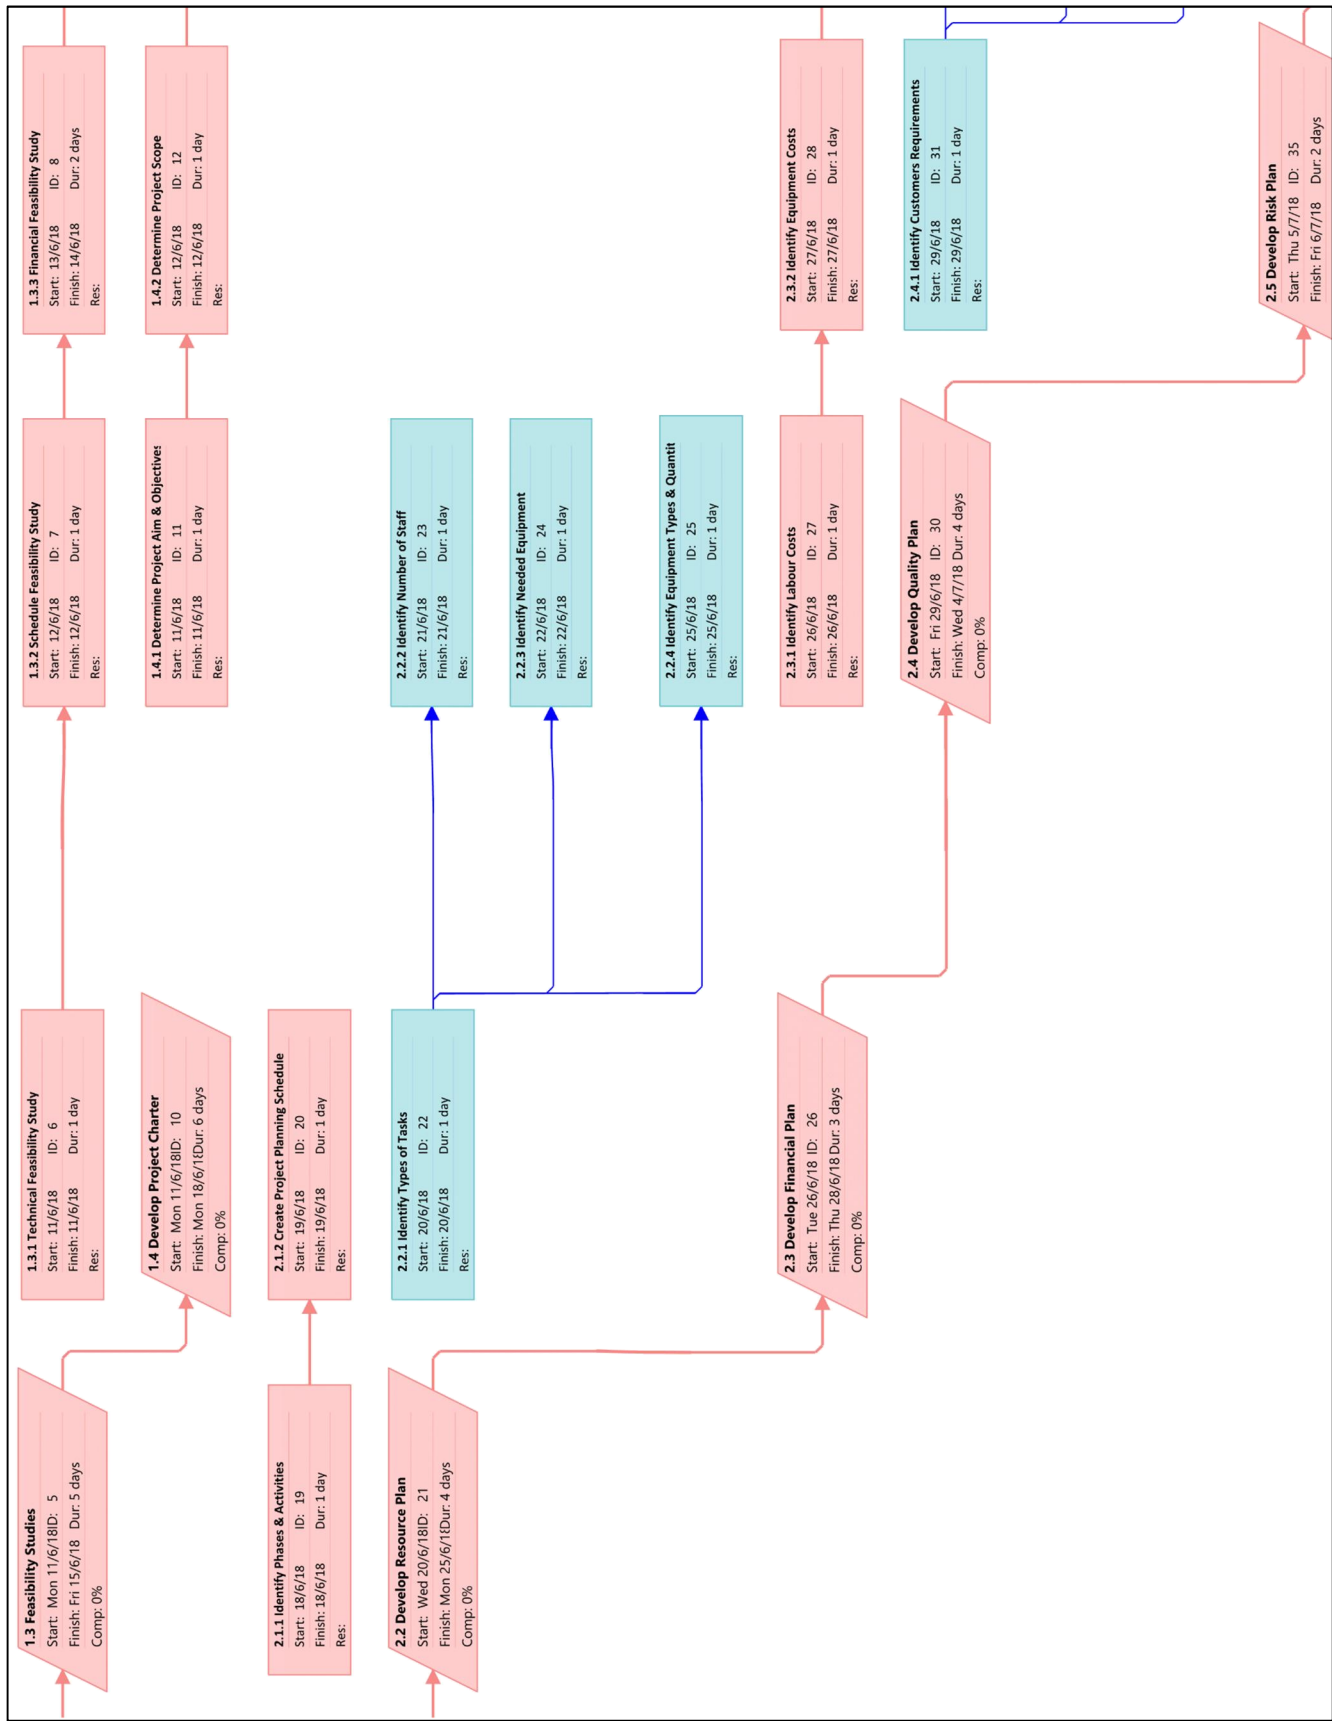 1.3 Feasibility Studies
Start: Mon 11/6/18 ID: 5
Finish: Fri 15/6/18 Dur: 5 days
Comp: 0%
1.3.1 Technical Feasibility Study
Start: 11/6/18 ID: 6
Finish: 11/6/18 Dur: 1 day
Res:
1.3.2 Schedule Feasibility Study
Start: 12/6/18 ID: 7
Finish: 12/6/18 Dur: 1 day
Res:
1.3.3 Financial Feasibility Study
Start: 13/6/18 ID: 8
Finish: 14/6/18 Dur: 2 days
Res:
1.4 Develop Project Charter
Start: Mon 11/6/18 ID: 10
Finish: Mon 18/6/18 Dur: 6 days
Comp: 0%
1.4.1 Determine Project Aim & Objectives
Start: 11/6/18 ID: 11
Finish: 11/6/18 Dur: 1 day
Res:
1.4.2 Determine Project Scope
Start: 12/6/18 ID: 12
Finish: 12/6/18 Dur: 1 day
Res:
2.1.1 Identify Phases & Activities
Start: 18/6/18 ID: 19
Finish: 18/6/18 Dur: 1 day
Res:
2.1.2 Create Project Planning Schedule
Start: 19/6/18 ID: 20
Finish: 19/6/18 Dur: 1 day
Res:
2.2 Develop Resource Plan
Start: Wed 20/6/18 ID: 21
Finish: Mon 25/6/18 Dur: 4 days
Comp: 0%
2.2.1 Identify Types of Tasks
Start: 20/6/18 ID: 22
Finish: 20/6/18 Dur: 1 day
Res:
2.2.2 Identify Number of Staff
Start: 21/6/18 ID: 23
Finish: 21/6/18 Dur: 1 day
Res:
2.2.3 Identify Needed Equipment
Start: 22/6/18 ID: 24
Finish: 22/6/18 Dur: 1 day
Res:
2.2.4 Identify Equipment Types & Quantit
Start: 25/6/18 ID: 25
Finish: 25/6/18 Dur: 1 day
Res:
2.3 Develop Financial Plan
Start: Tue 26/6/18 ID: 26
Finish: Thu 28/6/18 Dur: 3 days
Comp: 0%
2.3.1 Identify Labour Costs
Start: 26/6/18 ID: 27
Finish: 26/6/18 Dur: 1 day
Res:
2.3.2 Identify Equipment Costs
Start: 27/6/18 ID: 28
Finish: 27/6/18 Dur: 1 day
Res:
2.4 Develop Quality Plan
Start: Fri 29/6/18 ID: 30
Finish: Wed 4/7/18 Dur: 4 days
Comp: 0%
2.4.1 Identify Customers Requirements
Start: 29/6/18 ID: 31
Finish: 29/6/18 Dur: 1 day
Res:
2.5 Develop Risk Plan
Start: Thu 5/7/18 ID: 35
Finish: Fri 6/7/18 Dur: 2 days